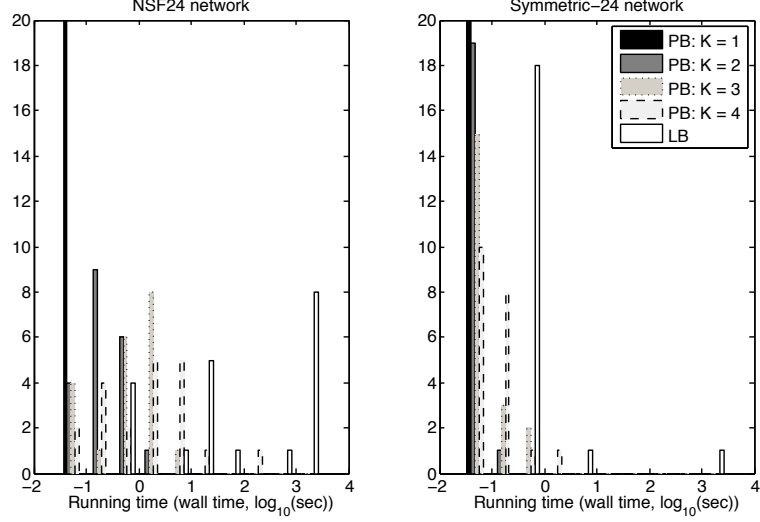 NSF24 network
20
18
16
14
12
10
8
6
4
2
0
−2 −1 0 1 2 3 4
Running time (wall time, log10(sec))
Symmetric−24 network
20
18
16
14
12
10
8
6
4
2
0
−2 −1 0 1 2 3 4
Running time (wall time, log10(sec))
PB: K = 1
PB: K = 2
PB: K = 3
PB: K = 4
LB